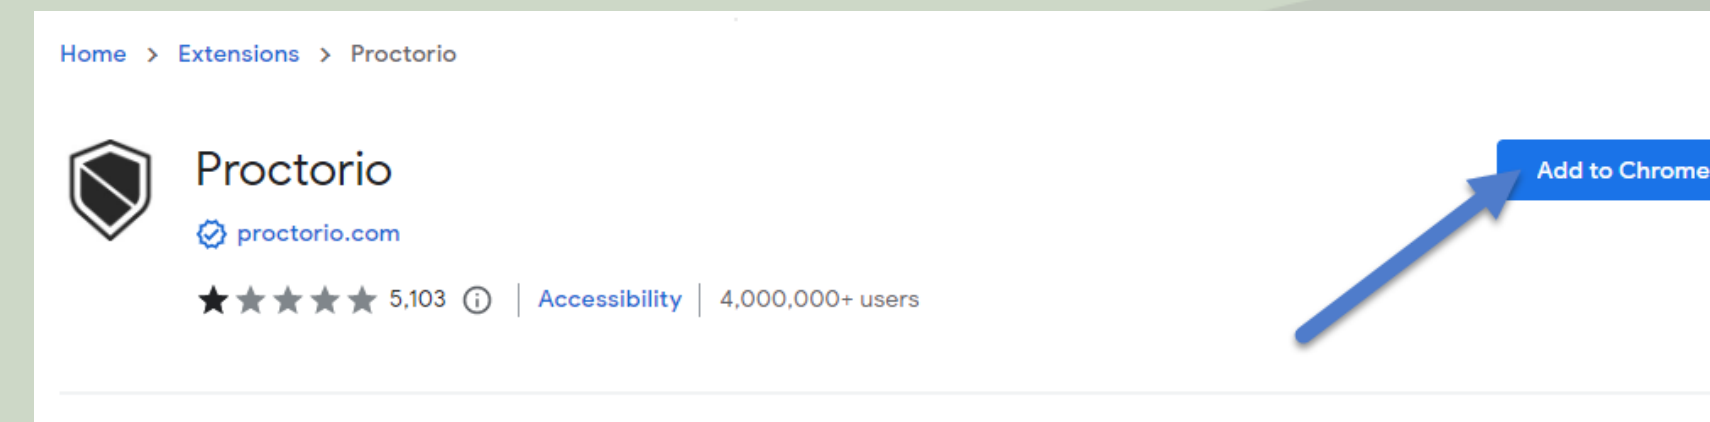 Home > Extensions > Proctorio
Proctorio
Add to Chrome
proctorio.com
5,103 | Accessibility | 4,000,000+ users